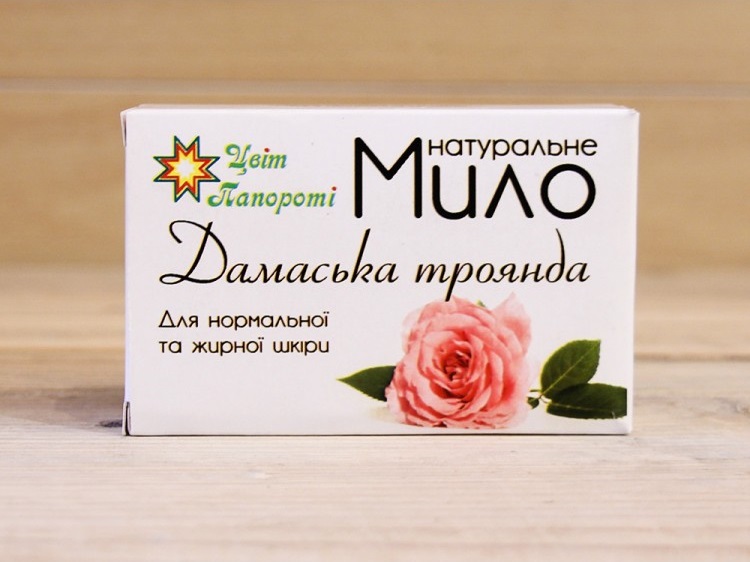 Цвіт
Папороті
натуральне
Мило
Дамаська троянда
Для нормальної
та жирної шкіри